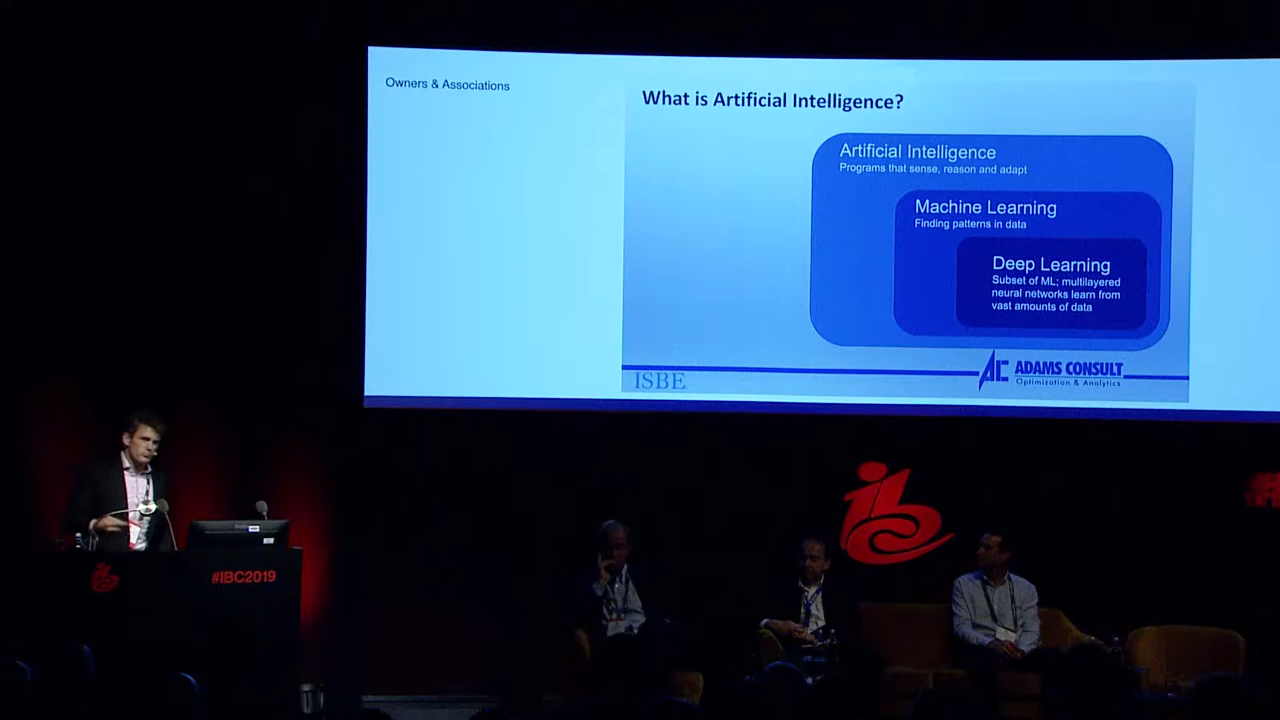 Owners & Associations
What is Artificial Intelligence?
Artificial Intelligence
Programs that sense, reason and adapt
Machine Learning
Finding patterns in data
Deep Learning
Subset of ML; multilayered
neural networks learn from
vast amounts of data
ISBE
AC
ADAMS CONSULT
Optimization & Analytics
#IBC2019